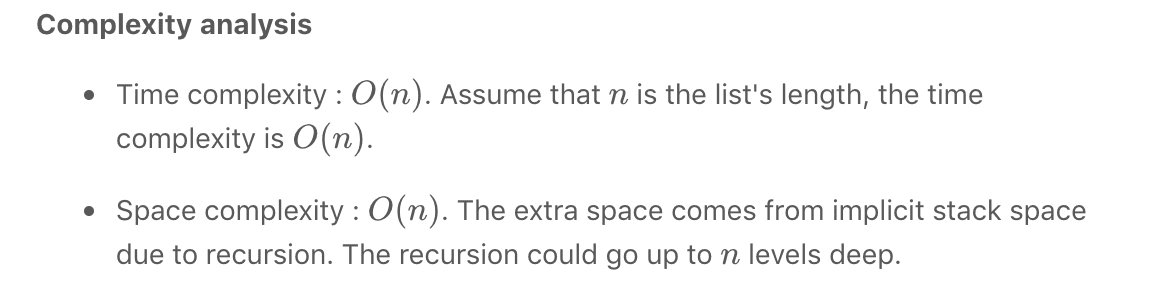 Complexity analysis
• Time complexity : O(n). Assume that n is the list's length, the time
complexity is O(n).
• Space complexity : O(n). The extra space comes from implicit stack space
due to recursion. The recursion could go up to n levels deep.